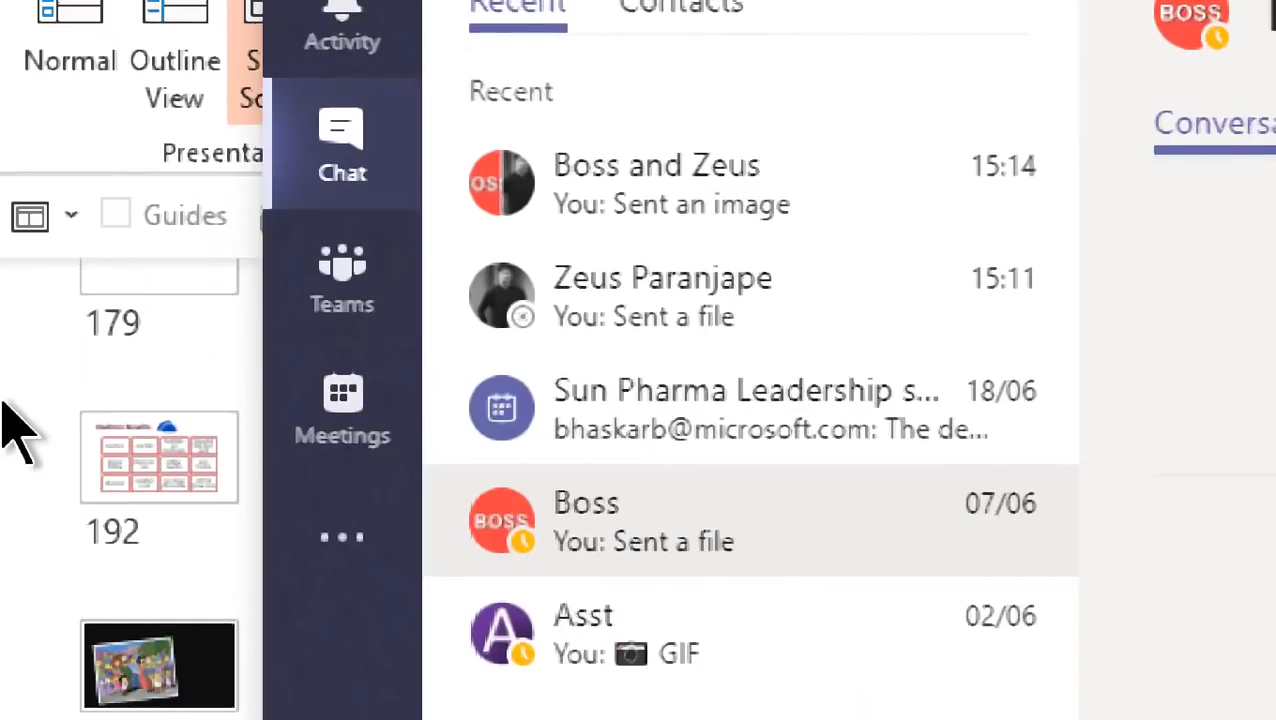 Normal
Outline
View
Presenta
Guides
179
192
Activity
Chat
Teams
Meetings
Recent
Contacts
Recent
Boss and Zeus 15:14
You: Sent an image
Zeus Paranjape 15:11
You: Sent a file
Sun Pharma Leadership s... 18/06
bhaskarb@microsoft.com: The de...
BOSS
Boss 07/06
You: Sent a file
A
Asst 02/06
You: GIF
BOSS
Conversa